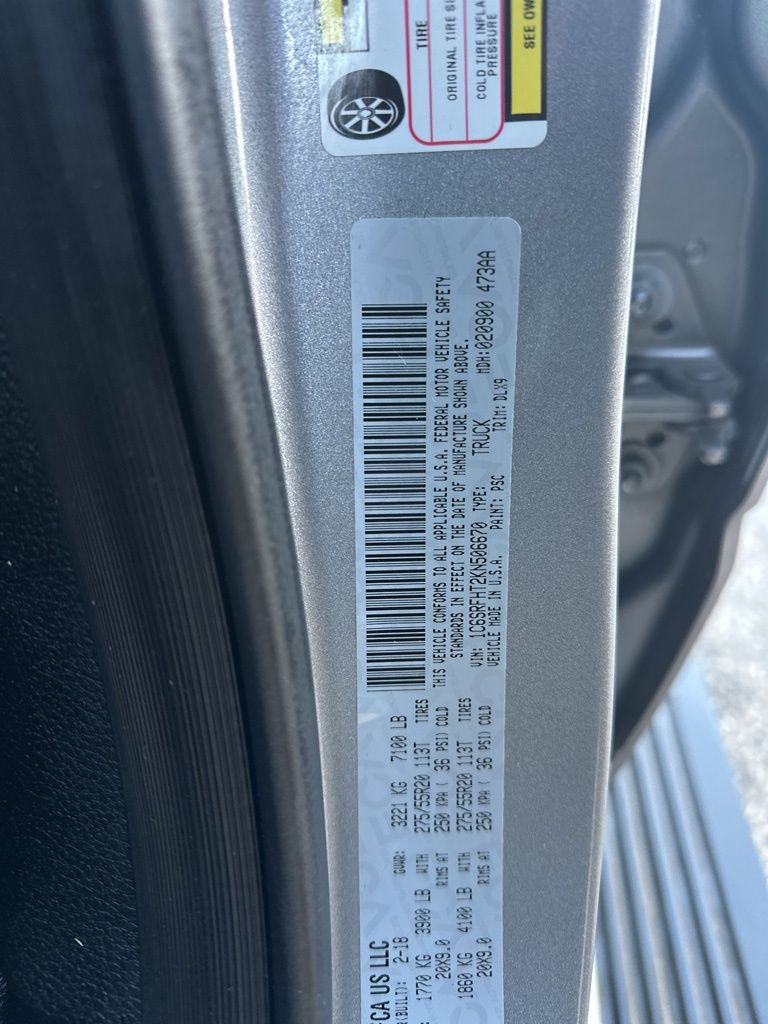 TIRE
ORIGINAL TIRE SI
COLD TIRE INFLA
PRESSURE
SEE OW
CA US LLC
R(BUILT): 2-18 GVWR: 3221 KG 7100 LB
1770 KG 3900 LB WITH 275/55R20 113T TIRES
20X9.0 RIMS AT 250 KPA ( 36 PSI) COLD
1860 KG 4100 LB WITH 275/55R20 113T TIRES
20X9.0 RIMS AT 250 KPA ( 36 PSI) COLD
THIS VEHICLE CONFORMS TO ALL APPLICABLE U.S.A. FEDERAL MOTOR VEHICLE SAFETY
STANDARDS IN EFFECT ON THE DATE OF MANUFACTURE SHOWN ABOVE.
VIN: 1C6SRFHT2KN506670 TYPE: TRUCK MDH:020900 473AA
VEHICLE MADE IN U.S.A. PAINT: PSC TRIM: DLX9